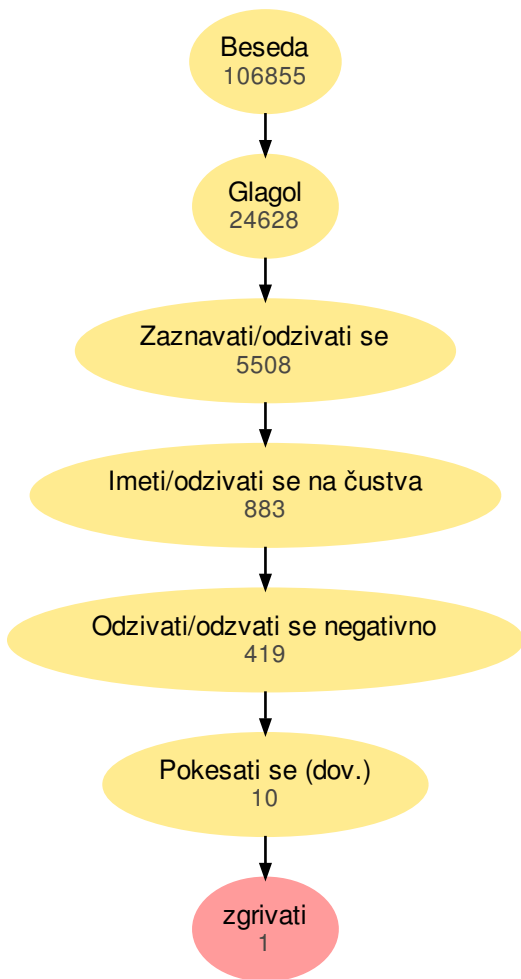 Beseda
106855
Glagol
24628
Zaznavati/odzivati se
5508
Imeti/odzivati se na čustva
883
Odzivati/odzvati se negativno
419
Pokesati se (dov.)
10
zgrivati
1